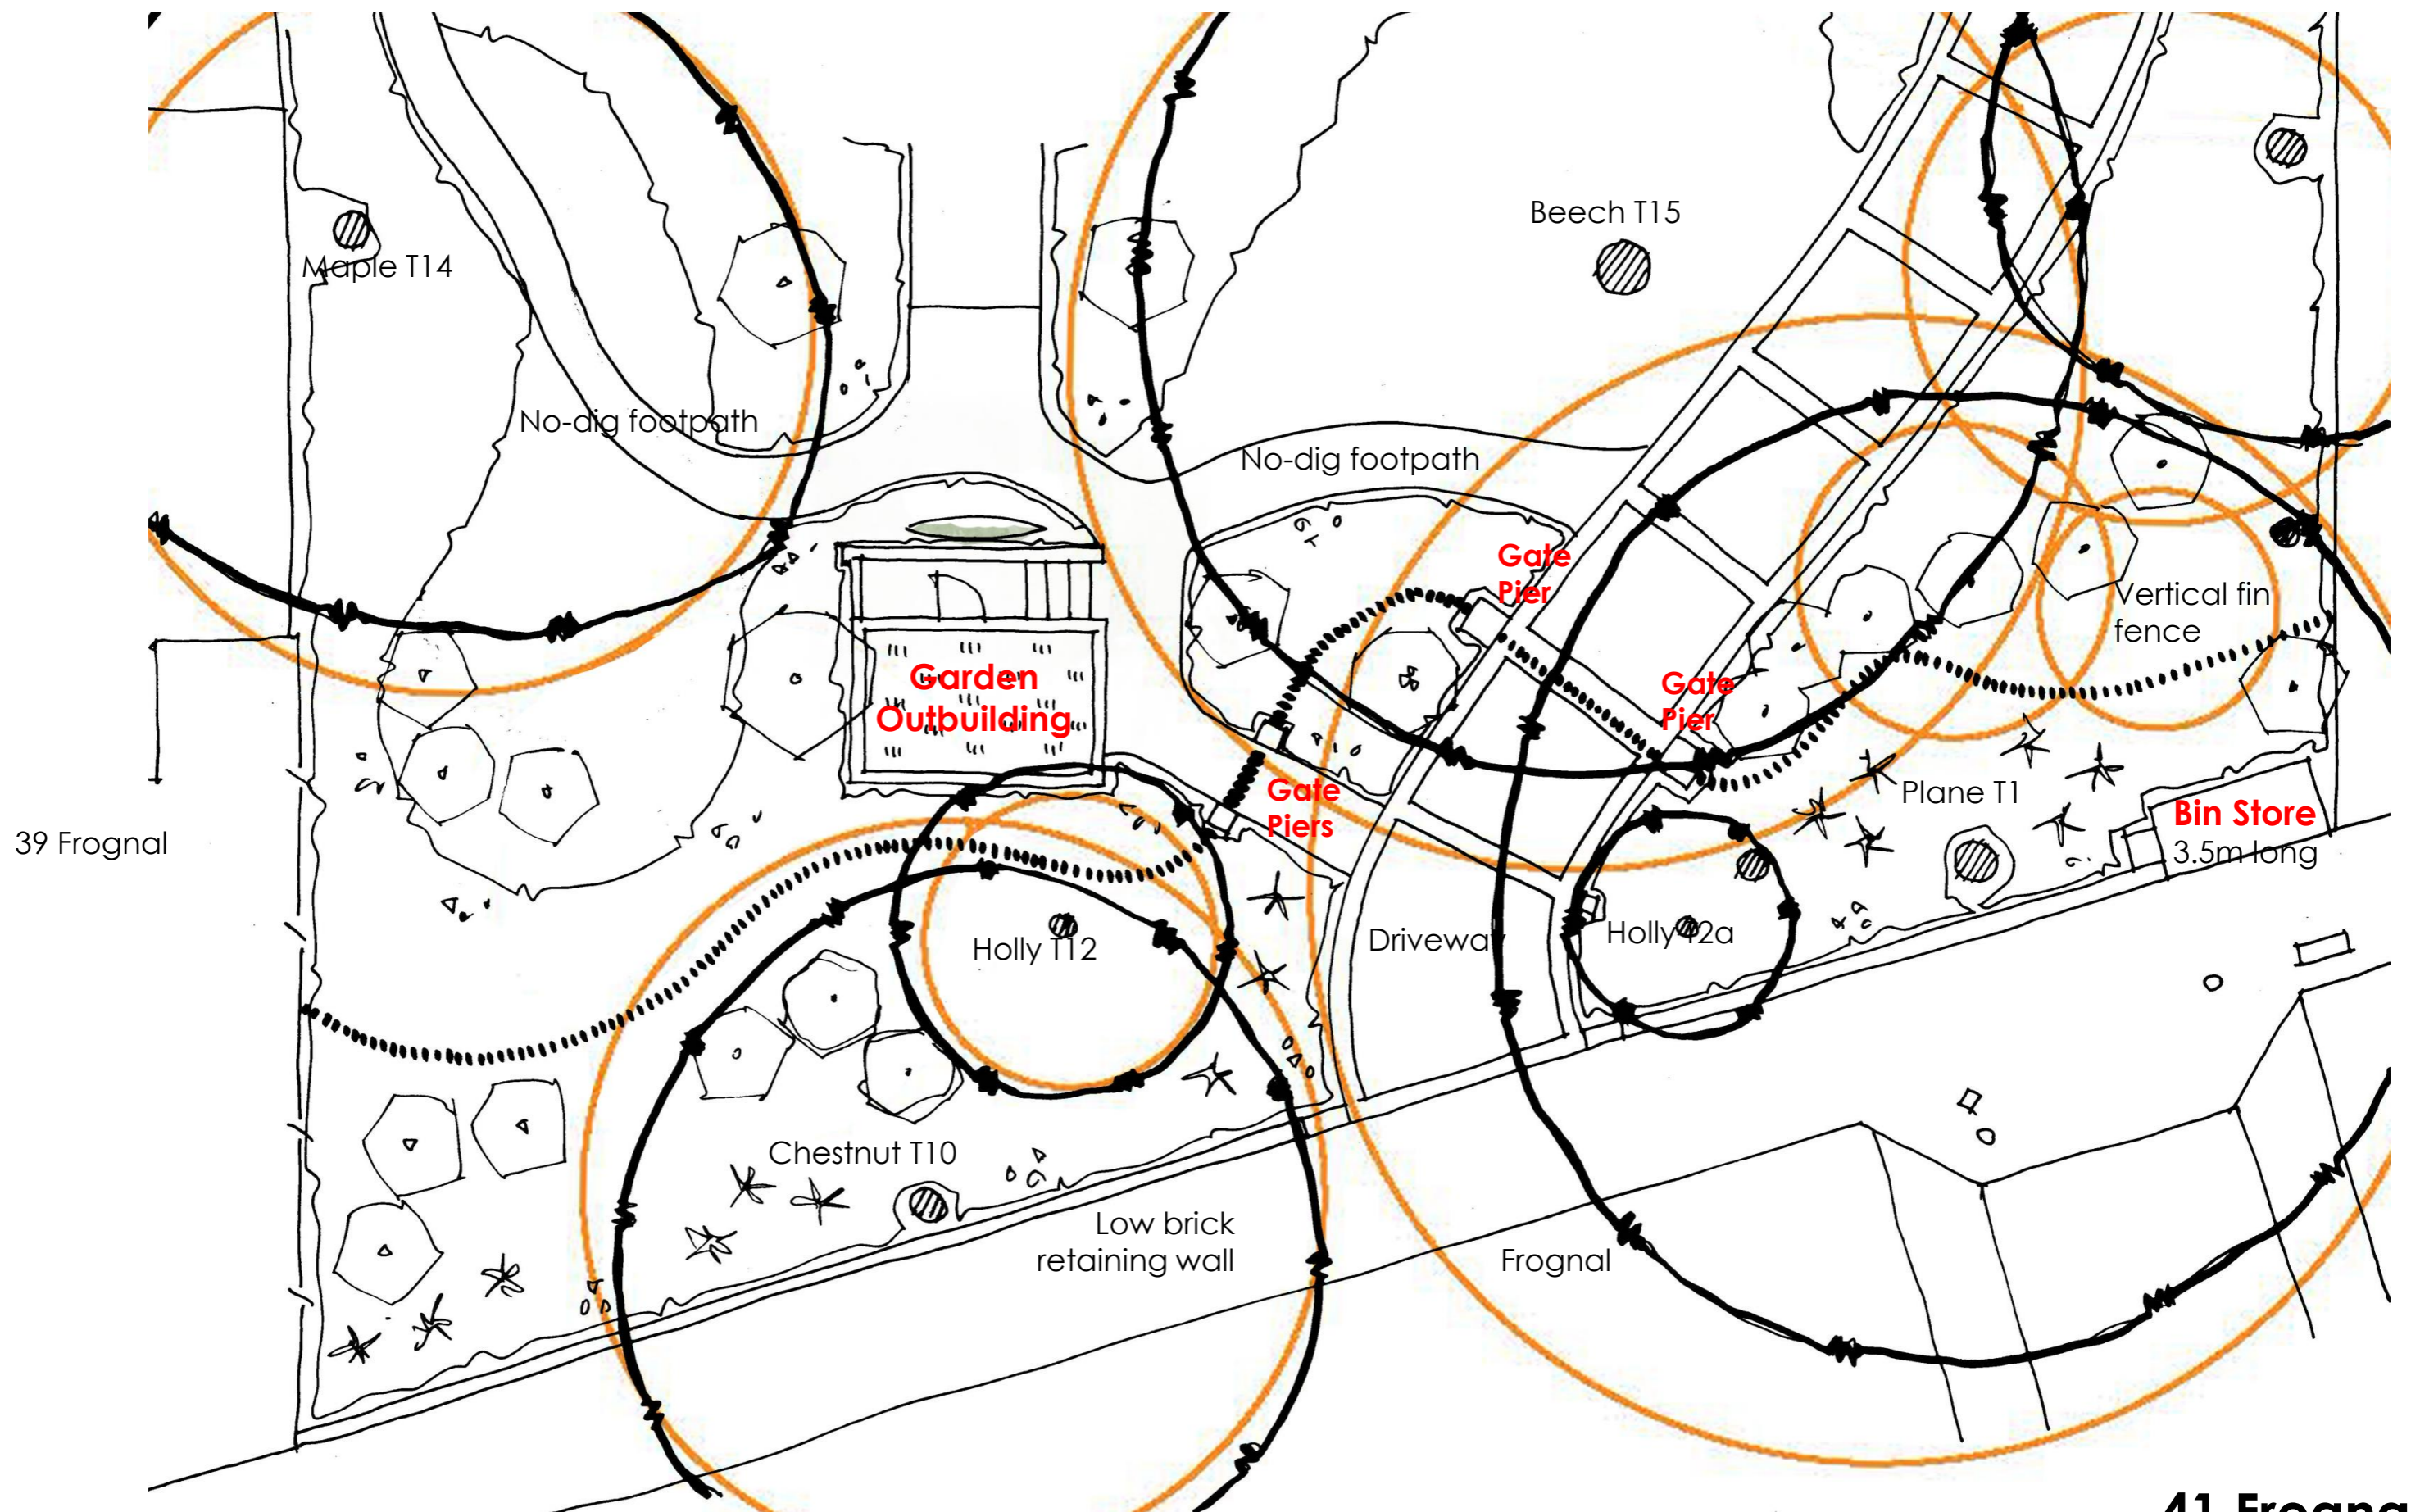 Beech T15
Maple T14
No-dig footpath
No-dig footpath
Gate
Pier
Vertical fin
fence
Garden
Outbuilding
Gate
Pier
Gate
Piers
Plane T1
Bin Store
3.5m long
39 Frognal
Holly T12
Driveway
Holly T2a
Chestnut T10
Low brick
retaining wall
Frognal
41 Frogna